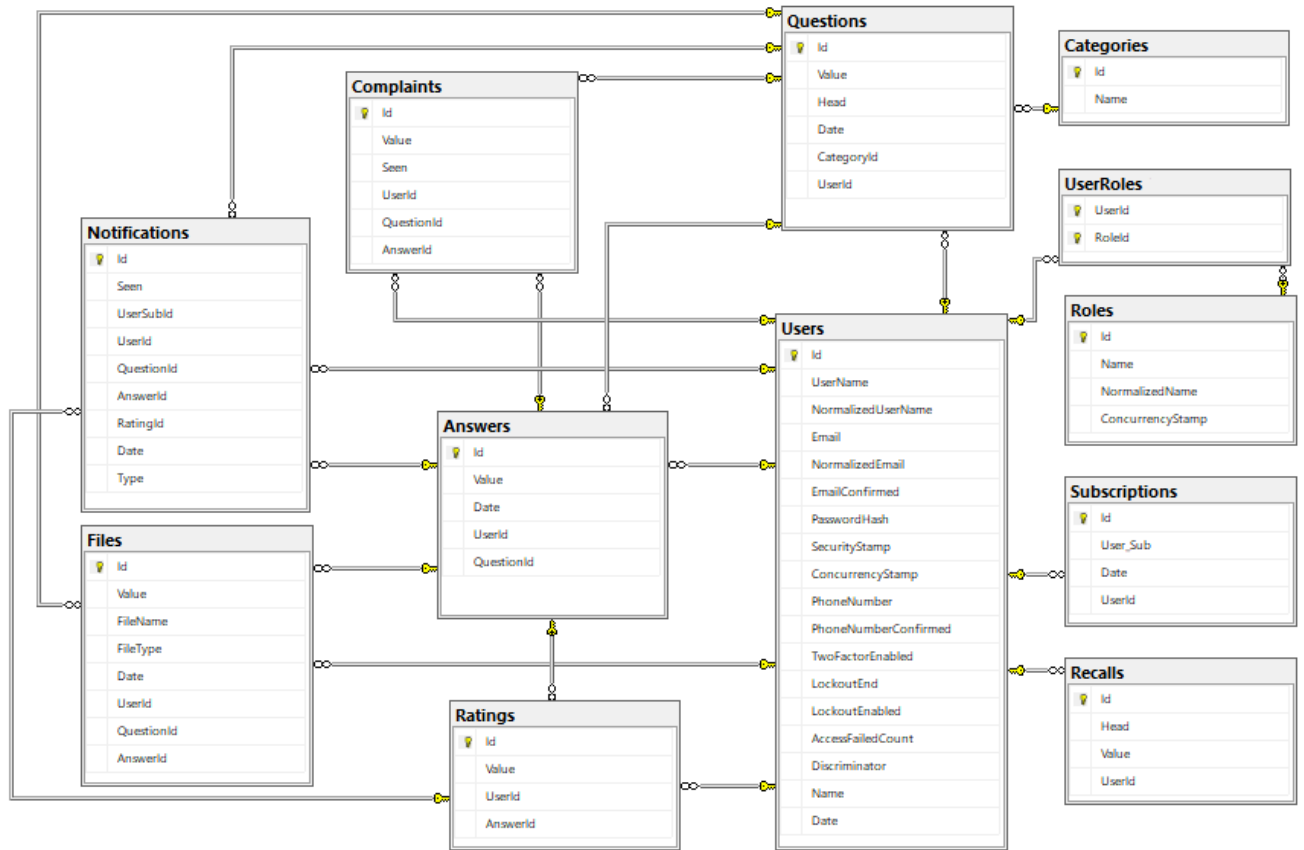 Questions
Id
Value
Head
Date
CategoryId
UserId
Categories
Id
Name
Complaints
Id
Value
Seen
UserId
QuestionId
AnswerId
UserRoles
UserId
RoleId
Notifications
Id
Seen
UserSubId
UserId
QuestionId
AnswerId
RatingId
Date
Type
Users
Id
UserName
NormalizedUserName
Email
NormalizedEmail
EmailConfirmed
PasswordHash
SecurityStamp
ConcurrencyStamp
PhoneNumber
PhoneNumberConfirmed
TwoFactorEnabled
LockoutEnd
LockoutEnabled
AccessFailedCount
Discriminator
Name
Date
Roles
Id
Name
NormalizedName
ConcurrencyStamp
Answers
Id
Value
Date
UserId
QuestionId
Subscriptions
Id
User_Sub
Date
UserId
Files
Id
Value
FileName
FileType
Date
UserId
QuestionId
AnswerId
Recalls
Id
Head
Value
UserId
Ratings
Id
Value
UserId
AnswerId